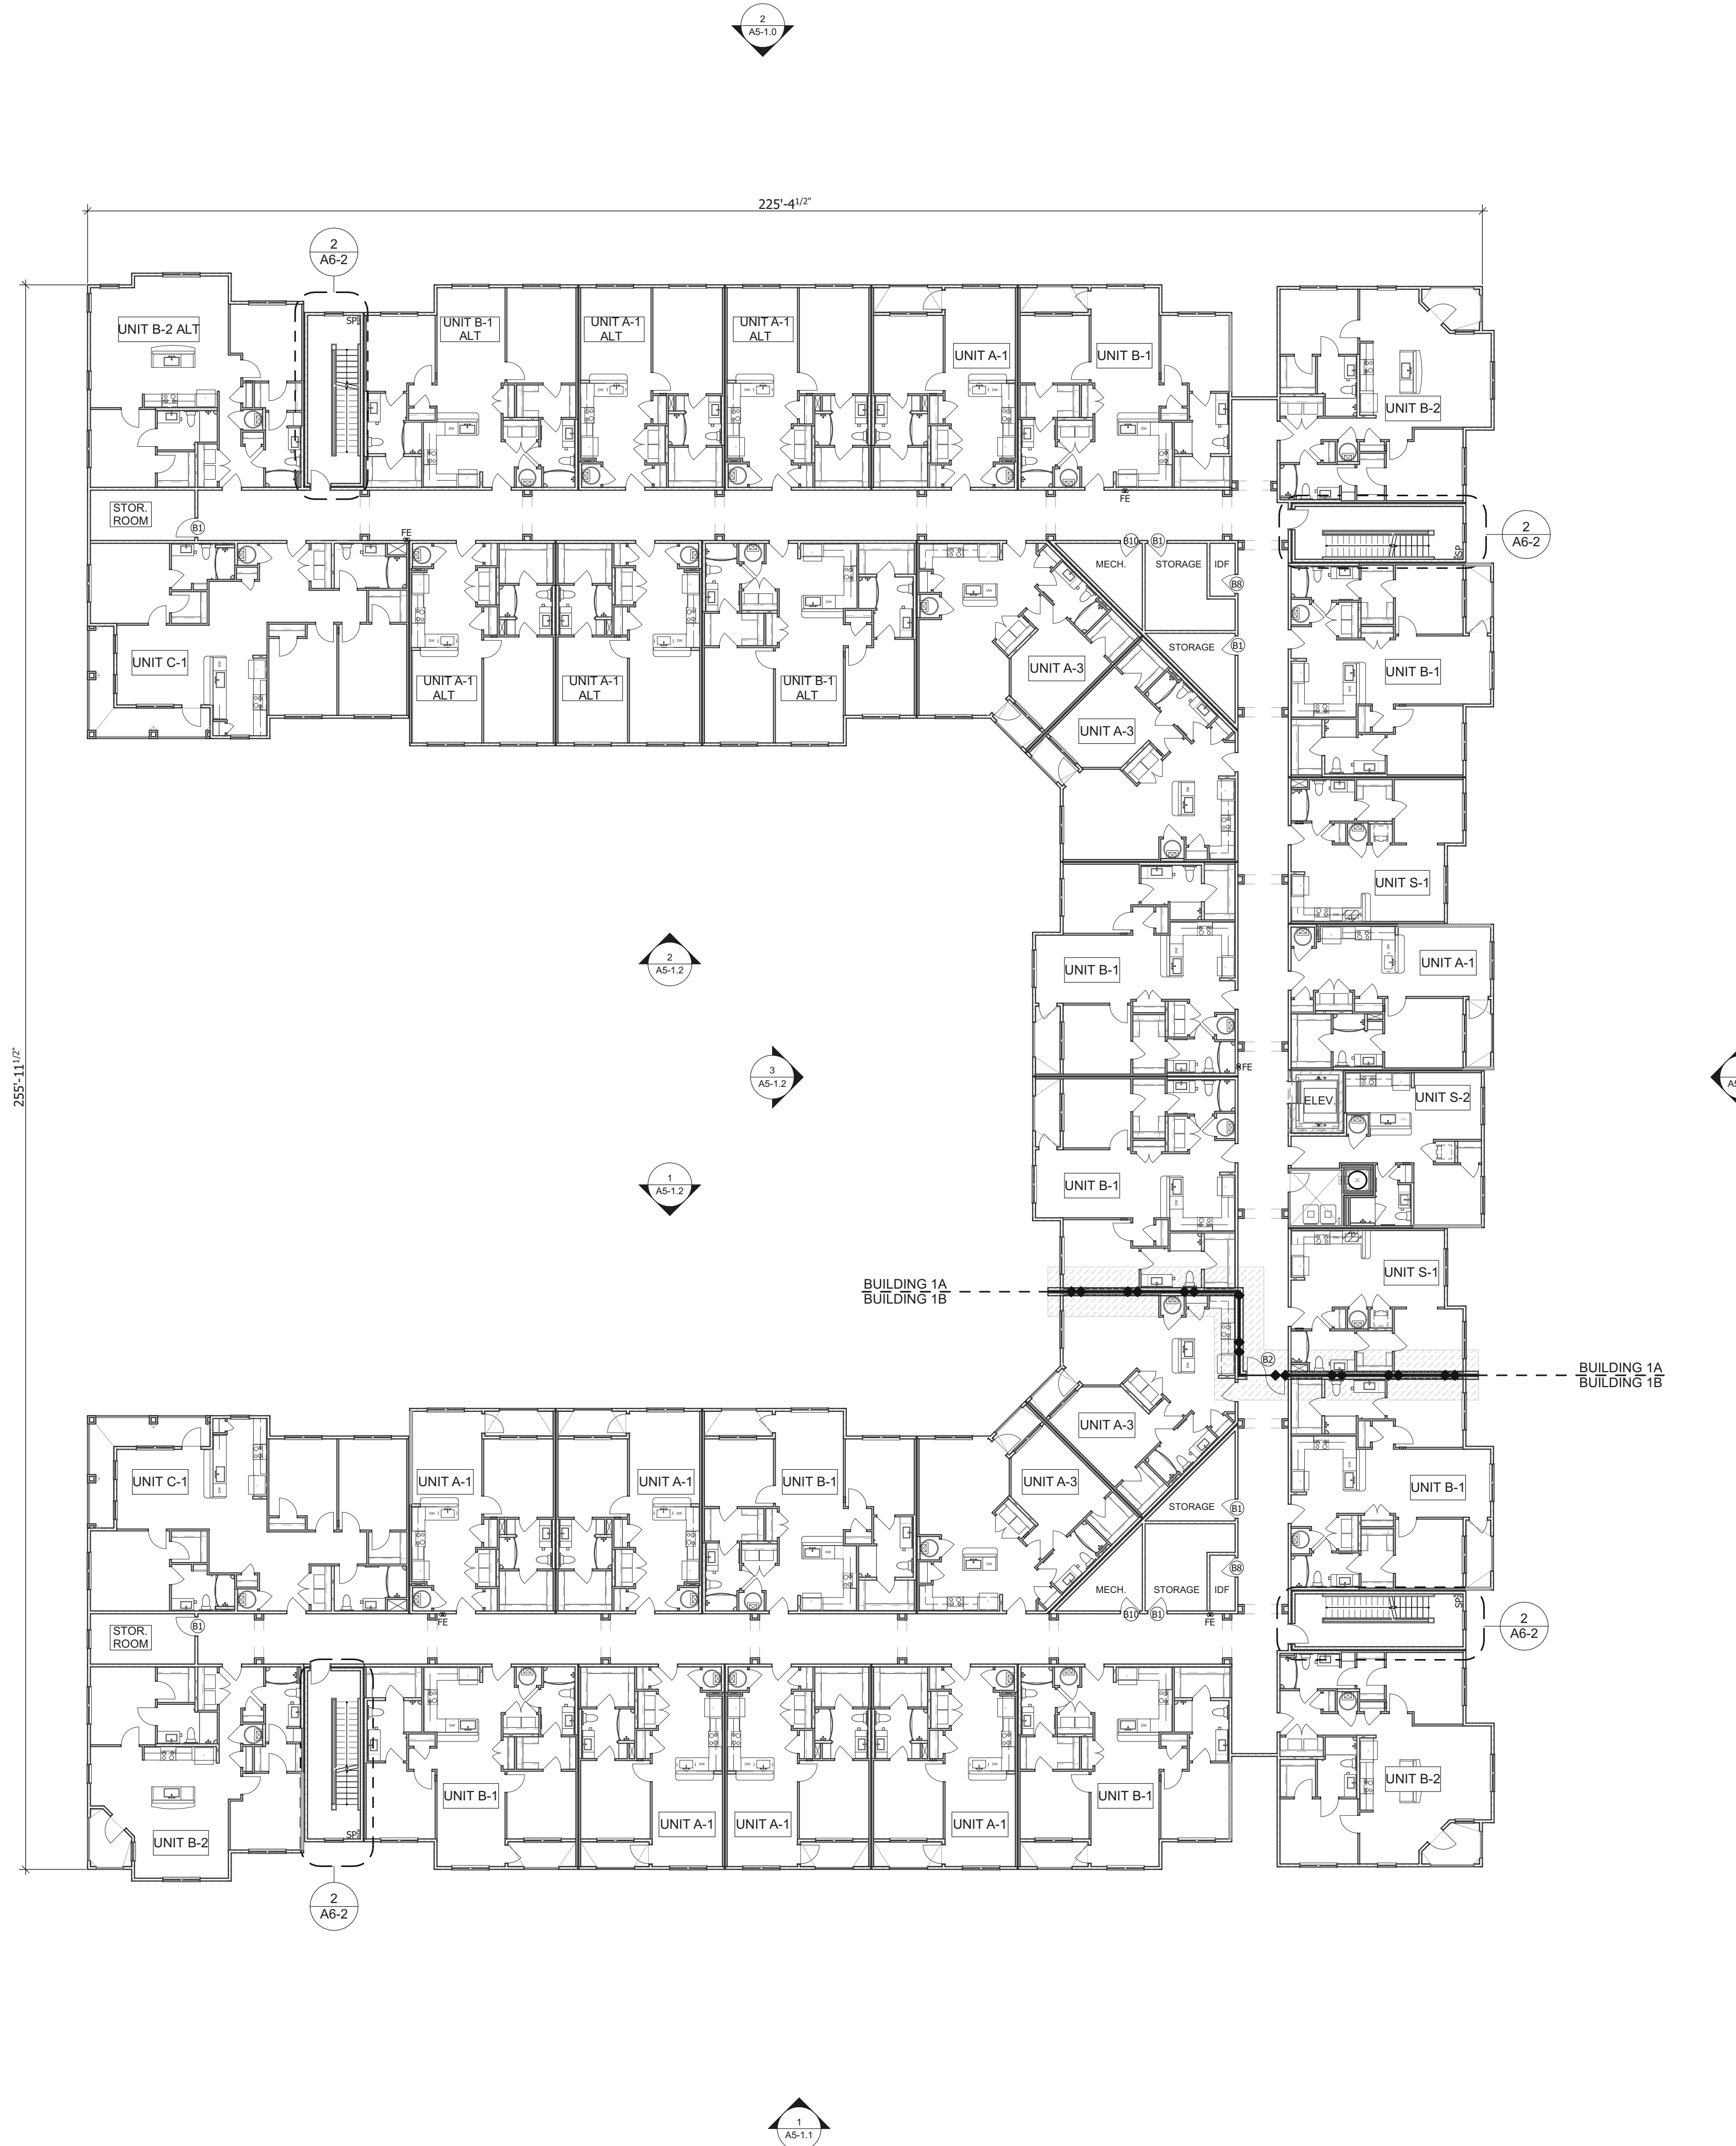 2
A5-1.0
225'-4 1/2"
2
A6-2
SP
UNIT B-2 ALT
UNIT B-1
ALT
UNIT A-1
ALT
UNIT A-1
ALT
UNIT A-1
UNIT B-1
UNIT B-2
FE
STOR.
ROOM
B1
FE
B10
B1
MECH.
STORAGE
IDF
B8
SP
2
A6-2
STORAGE
B1
UNIT C-1
UNIT A-1
ALT
UNIT A-1
ALT
UNIT B-1
ALT
UNIT A-3
UNIT A-3
UNIT B-1
UNIT S-1
UNIT B-1
UNIT A-1
2
A5-1.2
255'-11 1/2"
3
A5-1.2
FE
ELEV.
UNIT S-2
1
A5-1.2
UNIT B-1
UNIT S-1
BUILDING 1A
BUILDING 1B
B2
BUILDING 1A
BUILDING 1B
UNIT C-1
UNIT A-1
UNIT A-1
UNIT B-1
UNIT A-3
UNIT A-3
UNIT B-1
STORAGE
B1
B8
MECH.
STORAGE
IDF
B10
B1
FE
FE
STOR.
ROOM
B1
SP
2
A6-2
UNIT B-2
UNIT B-1
UNIT A-1
UNIT A-1
UNIT A-1
UNIT B-1
UNIT B-2
SP
2
A6-2
1
A5-1.1